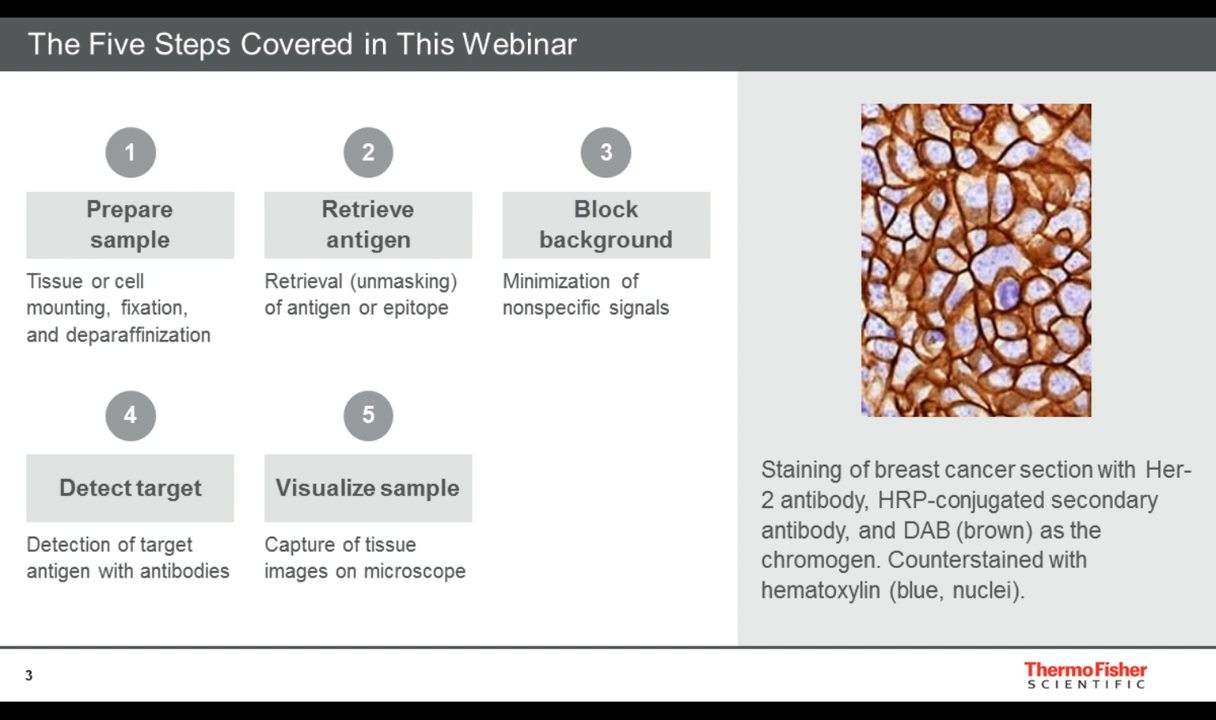 The Five Steps Covered in This Webinar
1
Prepare
sample
Tissue or cell
mounting, fixation,
and deparaffinization
2
Retrieve
antigen
Retrieval (unmasking)
of antigen or epitope
3
Block
background
Minimization of
nonspecific signals
4
Detect target
Detection of target
antigen with antibodies
5
Visualize sample
Capture of tissue
images on microscope
Staining of breast cancer section with Her-
2 antibody, HRP-conjugated secondary
antibody, and DAB (brown) as the
chromogen. Counterstained with
hematoxylin (blue, nuclei).
3
ThermoFisher
SCIENTIFIC